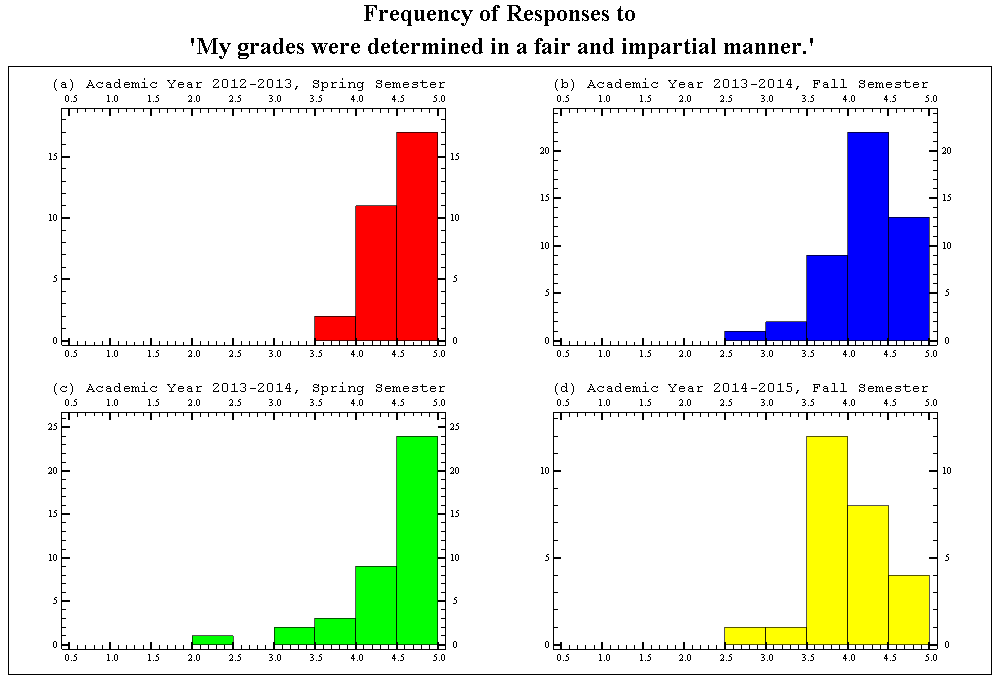 Frequency of Responses to
'My grades were determined in a fair and impartial manner.'
(a) Academic Year 2012-2013, Spring Semester
0.5 1.0 1.5 2.0 2.5 3.0 3.5 4.0 4.5 5.0
15 15
10 10
5 5
0 0
0.5 1.0 1.5 2.0 2.5 3.0 3.5 4.0 4.5 5.0
(b) Academic Year 2013-2014, Fall Semester
0.5 1.0 1.5 2.0 2.5 3.0 3.5 4.0 4.5 5.0
20 20
15 15
10 10
5 5
0 0
0.5 1.0 1.5 2.0 2.5 3.0 3.5 4.0 4.5 5.0
(c) Academic Year 2013-2014, Spring Semester
0.5 1.0 1.5 2.0 2.5 3.0 3.5 4.0 4.5 5.0
25 25
20 20
15 15
10 10
5 5
0 0
0.5 1.0 1.5 2.0 2.5 3.0 3.5 4.0 4.5 5.0
(d) Academic Year 2014-2015, Fall Semester
0.5 1.0 1.5 2.0 2.5 3.0 3.5 4.0 4.5 5.0
10 10
5 5
0 0
0.5 1.0 1.5 2.0 2.5 3.0 3.5 4.0 4.5 5.0